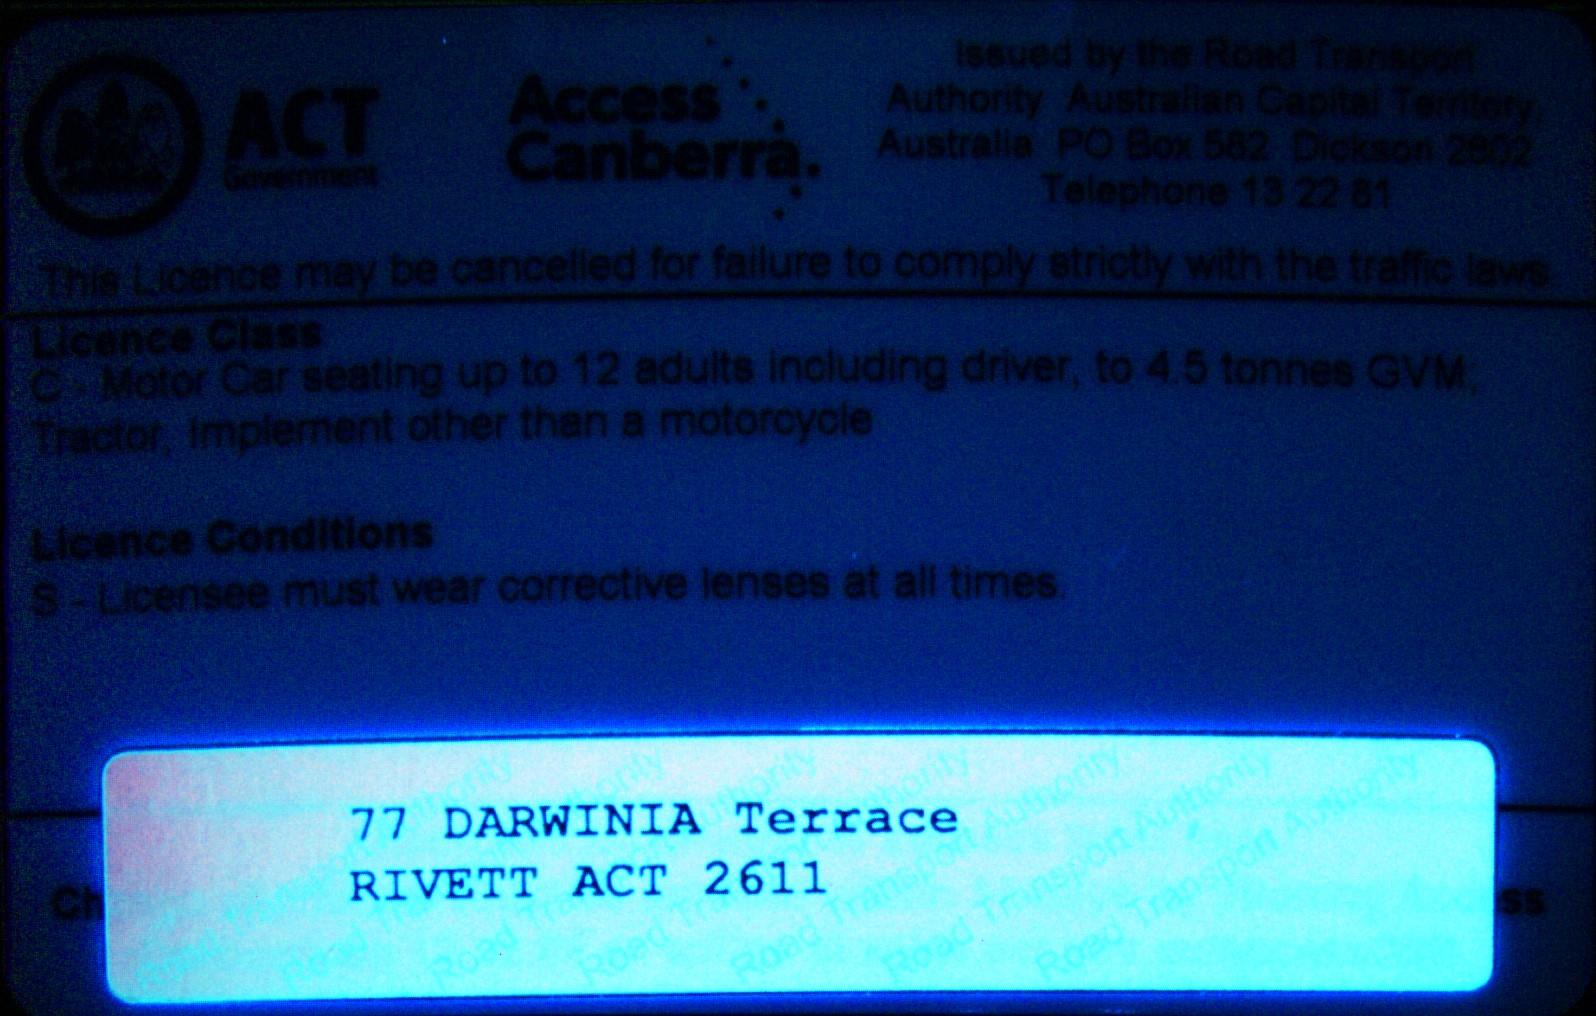 ACT
Government
Access
Canberra.
Issued by the Road Transport
Authority Australian Capital Territory,
Australia PO Box 582 Dickson 2602
Telephone 13 22 81
This Licence may be cancelled for failure to comply strictly with the traffic laws
Licence Class
C - Motor Car seating up to 12 adults including driver, to 4.5 tonnes GVM;
Tractor, Implement other than a motorcycle
Licence Conditions
S - Licensee must wear corrective lenses at all times.
77 DARWINIA Terrace
RIVETT ACT 2611
Road Transport Authority
Road Transport Authority
Road Transport Authority
Road Transport Authority
Road Transport Authority
Road Transport Authority
Road Transport Authority